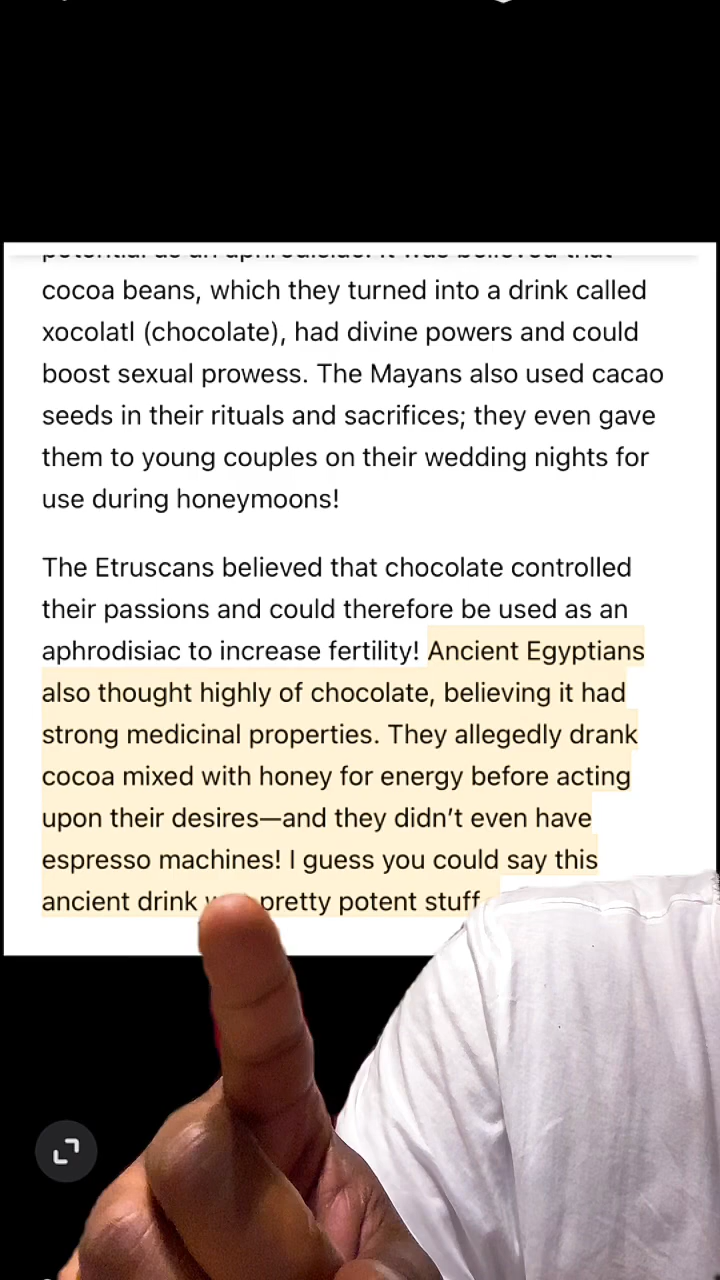 cocoa beans, which they turned into a drink called
xocolatl (chocolate), had divine powers and could
boost sexual prowess. The Mayans also used cacao
seeds in their rituals and sacrifices; they even gave
them to young couples on their wedding nights for
use during honeymoons!
The Etruscans believed that chocolate controlled
their passions and could therefore be used as an
aphrodisiac to increase fertility! Ancient Egyptians
also thought highly of chocolate, believing it had
strong medicinal properties. They allegedly drank
cocoa mixed with honey for energy before acting
upon their desires—and they didn’t even have
espresso machines! I guess you could say this
ancient drink pretty potent stuff